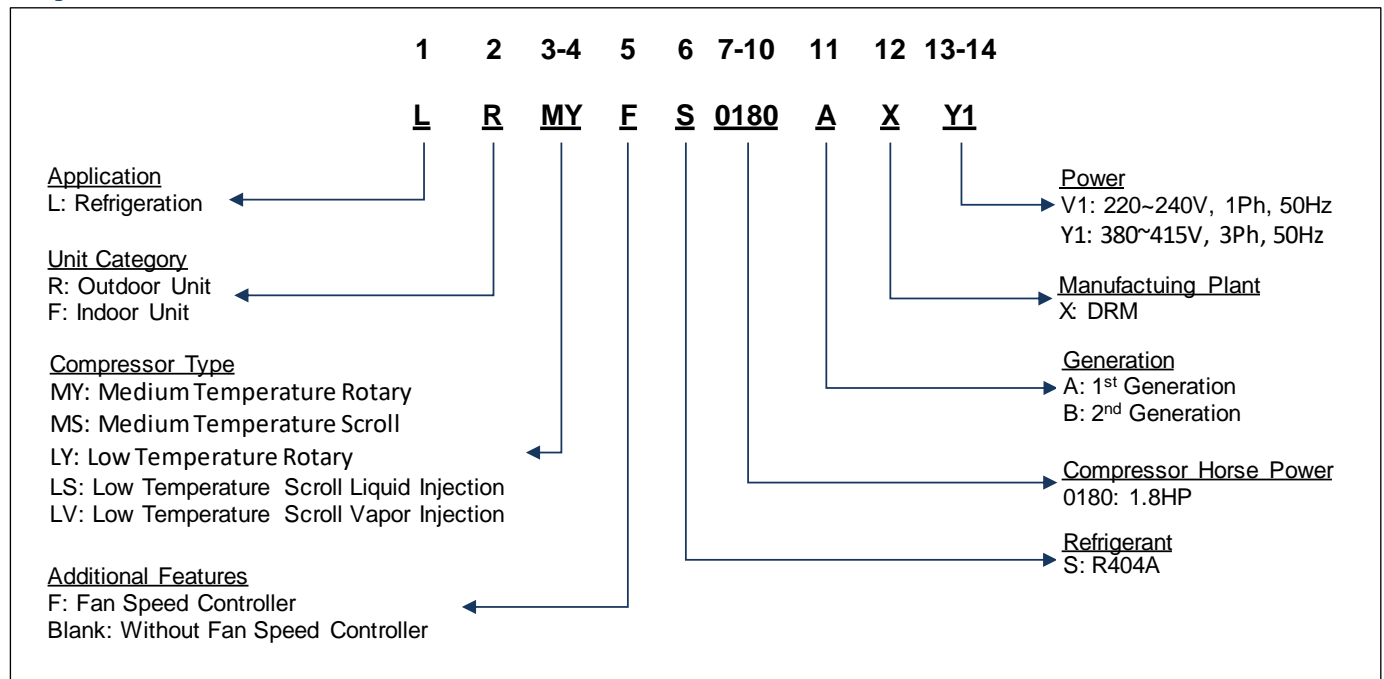 1 2 3-4 5 6 7-10 11 12 13-14
L R MY F S 0180 A X Y1
Application
L: Refrigeration
Unit Category
R: Outdoor Unit
F: Indoor Unit
Compressor Type
MY: Medium Temperature Rotary
MS: Medium Temperature Scroll
LY: Low Temperature Rotary
LS: Low Temperature Scroll Liquid Injection
LV: Low Temperature Scroll Vapor Injection
Additional Features
F: Fan Speed Controller
Blank: Without Fan Speed Controller
Power
V1: 220~240V, 1Ph, 50Hz
Y1: 380~415V, 3Ph, 50Hz
Manufactuing Plant
X: DRM
Generation
A: 1st Generation
B: 2nd Generation
Compressor Horse Power
0180: 1.8HP
Refrigerant
S: R404A